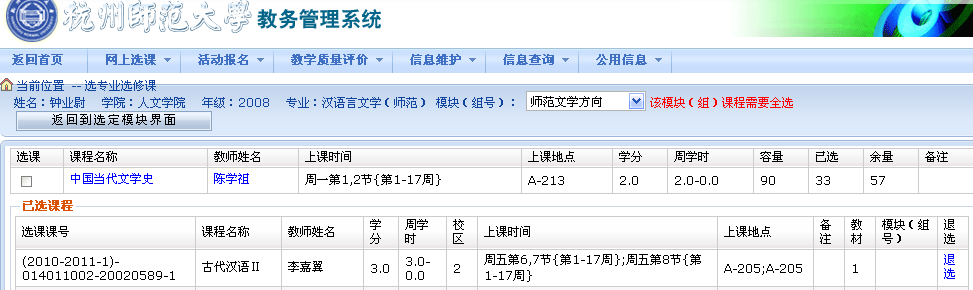 杭州师范大學 教务管理系统
返回首页 网上选课 活动报名 教学质量评价 信息维护 信息查询 公用信息
当前位置 -- 选专业选修课
姓名：钟业尉 学院：人文学院 年级：2008 专业：汉语言文学（师范） 模块（组号）： 师范文学方向 该模块（组）课程需要全选
返回到选定模块界面
选课 课程名称 教师姓名 上课时间 上课地点 学分 周学时 容量 已选 余量 备注
中国当代文学史 陈学祖 周一第1,2节{第1-17周} A-213 2.0 2.0-0.0 90 33 57
已选课程
选课课号 课程名称 教师姓名 学分 周学时 校区 上课时间 上课地点 备注 教材 模块（组号） 退选
(2010-2011-1)-014011002-20020589-1 古代汉语Ⅱ 李嘉翼 3.0 3.0-0.0 2 周五第6,7节{第1-17周};周五第8节{第1-17周} A-205;A-205 1 退选